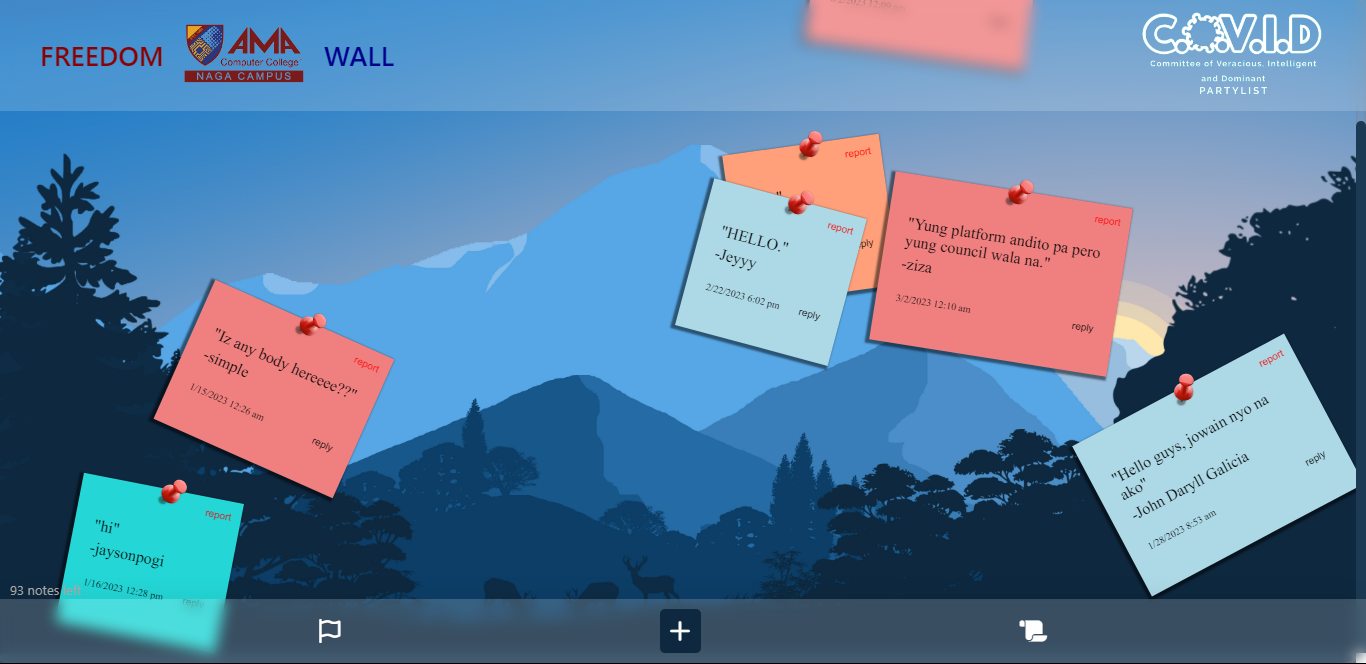 FREEDOM
AMA
Computer College
NAGA CAMPUS
WALL
C.O.V.I.D
Committee of Veracious, Intelligent
and Dominant
PARTYLIST
report
reply
report
"HELLO."
-Jeyyy
2/22/2023 6:02 pm
reply
report
"Yung platform andito pa pero
yung council wala na."
-ziza
3/2/2023 12:10 am
reply
report
"Iz any body hereeee??"
-simple
1/15/2023 12:26 am
reply
report
"Hello guys, jowain nyo na
ako"
-John Daryll Galicia
1/28/2023 8:53 am
reply
report
"hi"
-jaysonpogi
1/16/2023 12:28 pm
reply
93 notes left